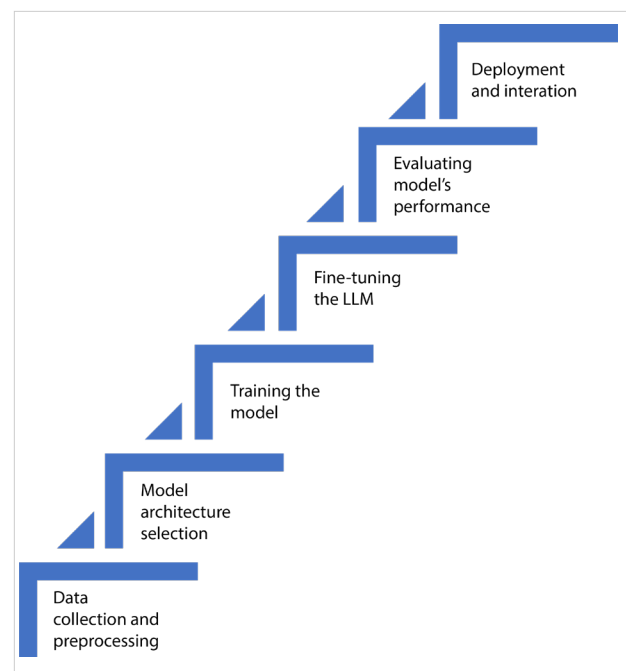 Deployment
and interation
Evaluating
model's
performance
Fine-tuning
the LLM
Training the
model
Model
architecture
selection
Data
collection and
preprocessing